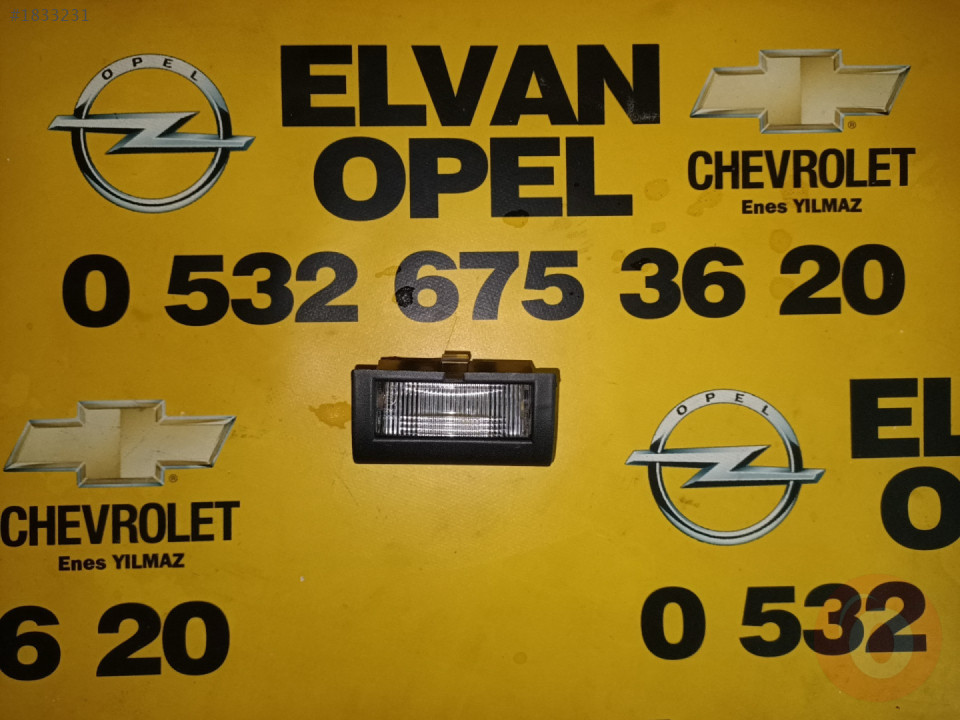 #1833231
OPEL
ELVAN
OPEL
CHEVROLET
Enes YILMAZ
0 532 675 36 20
CHEVROLET
Enes YILMAZ
6 20
OPEL
EL
O
0 532